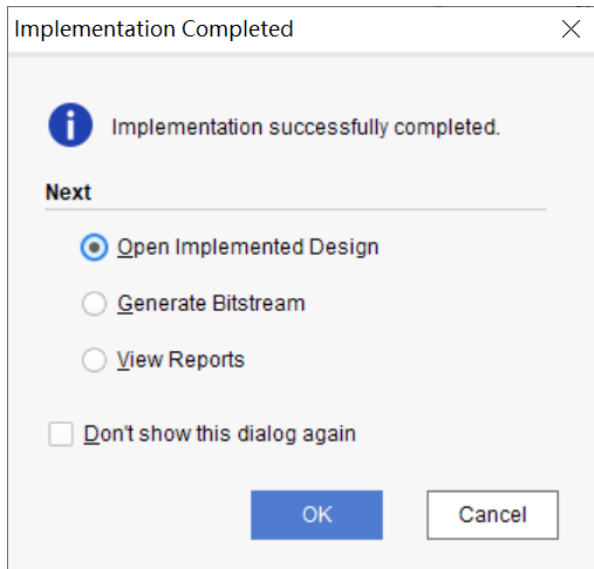 Implementation Completed
Implementation successfully completed.
Next
Open Implemented Design
Generate Bitstream
View Reports
Don't show this dialog again
OK
Cancel